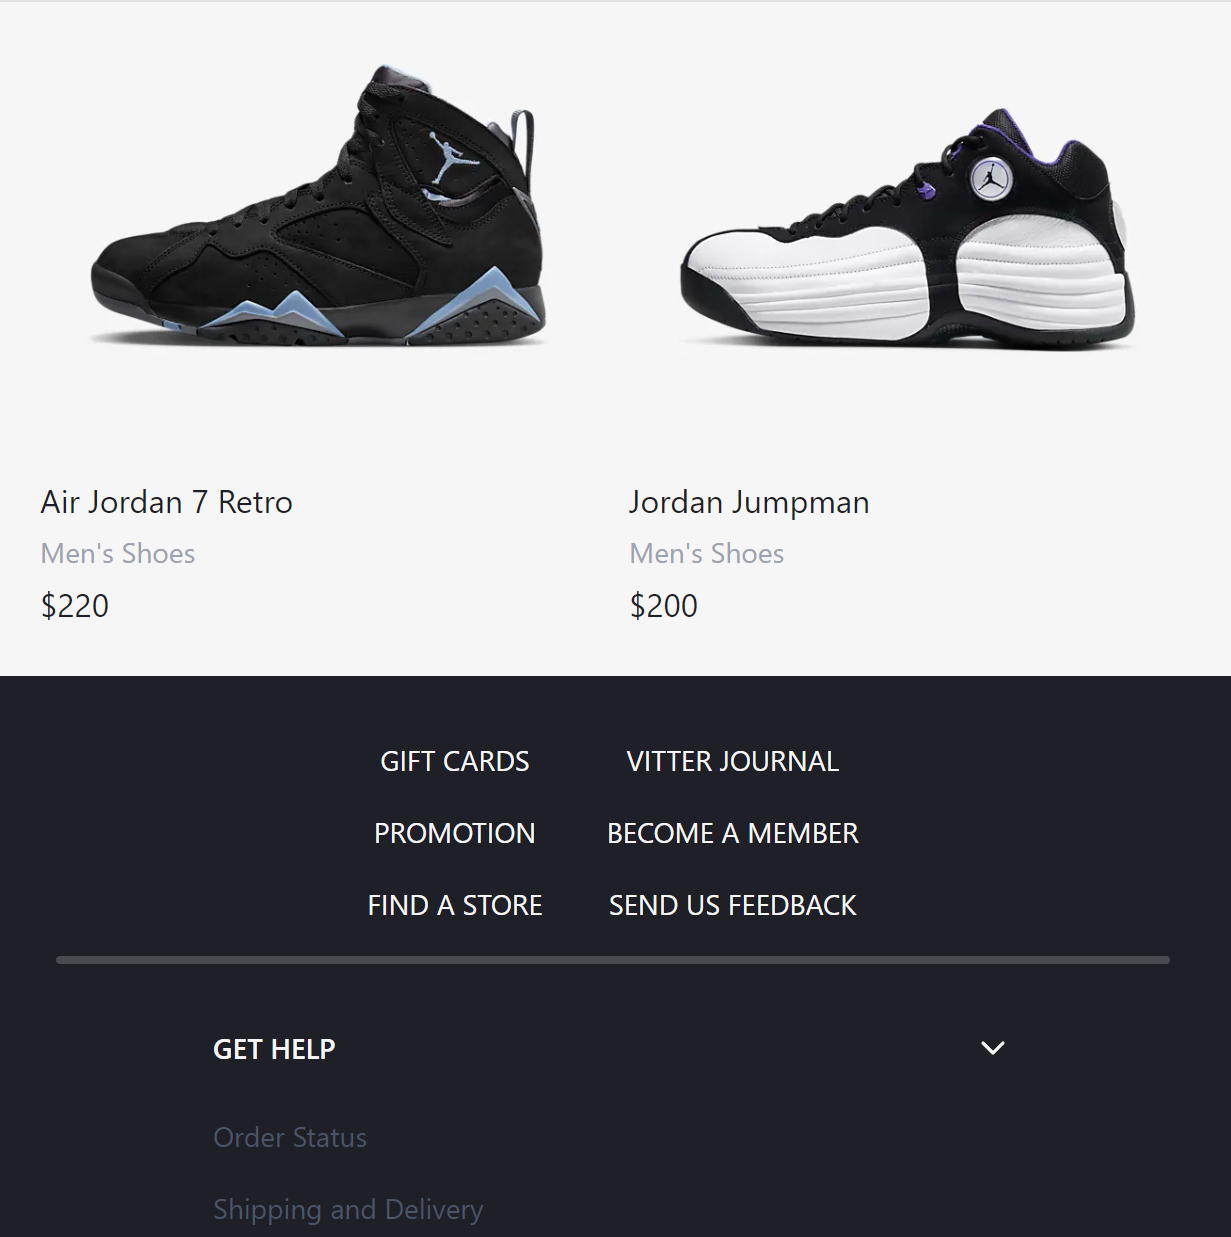 Air Jordan 7 Retro
Men's Shoes
$220
Jordan Jumpman
Men's Shoes
$200
GIFT CARDS
VITTER JOURNAL
PROMOTION
BECOME A MEMBER
FIND A STORE
SEND US FEEDBACK
GET HELP
Order Status
Shipping and Delivery